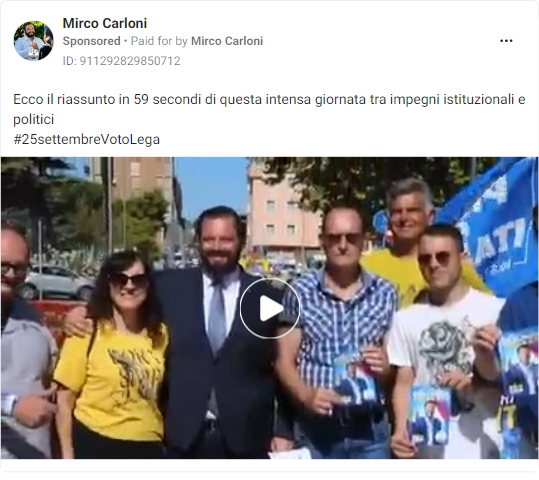 Mirco Carloni
Sponsored • Paid for by Mirco Carloni
ID: 911292829850712
Ecco il riassunto in 59 secondi di questa intensa giornata tra impegni istituzionali e
politici
#25settembreVotoLega
ATI